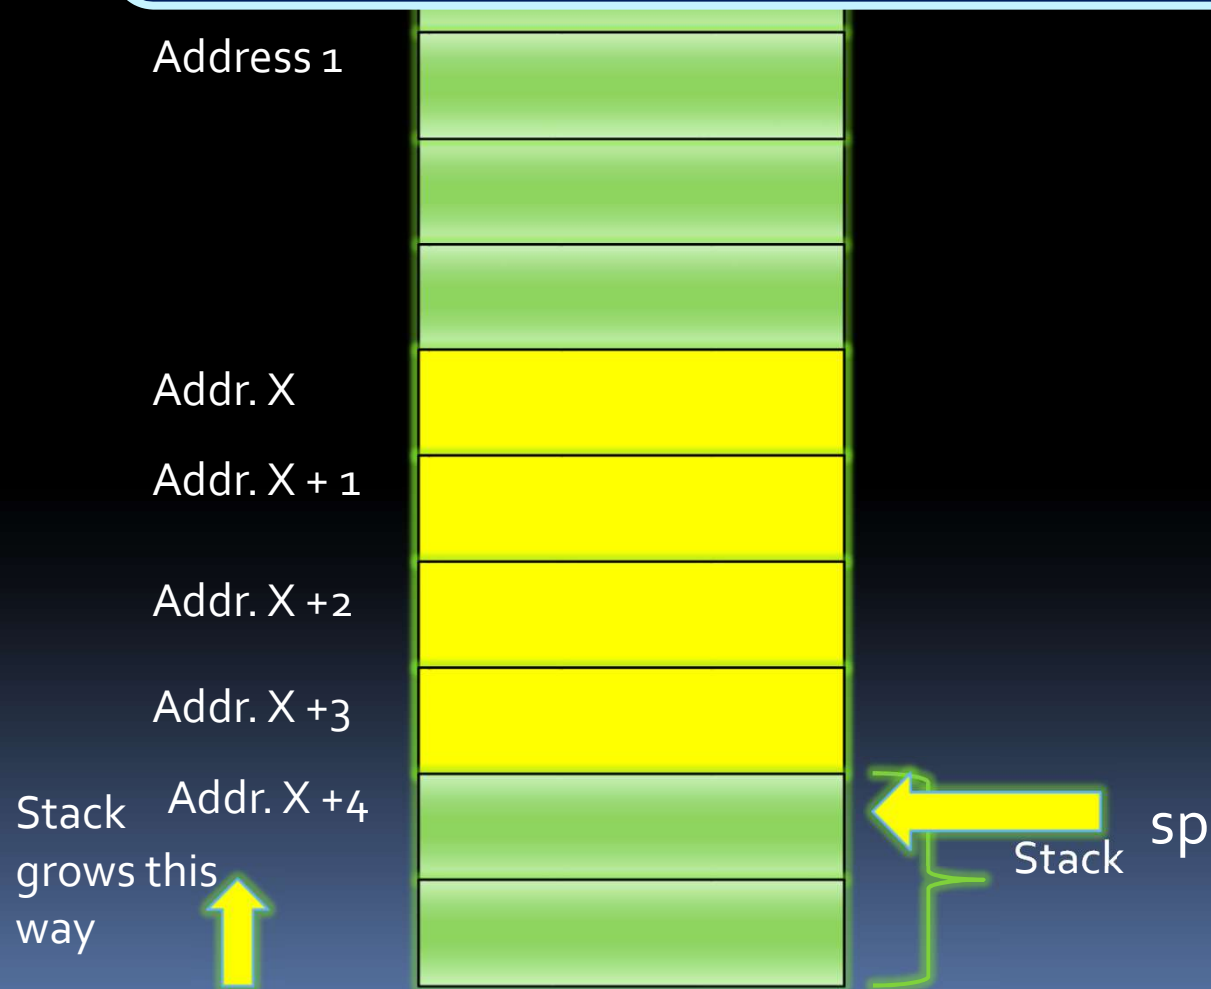 Address 1
Addr. X
Addr. X + 1
Addr. X +2
Addr. X +3
Addr. X +4
Stack
grows this
way
sp
Stack